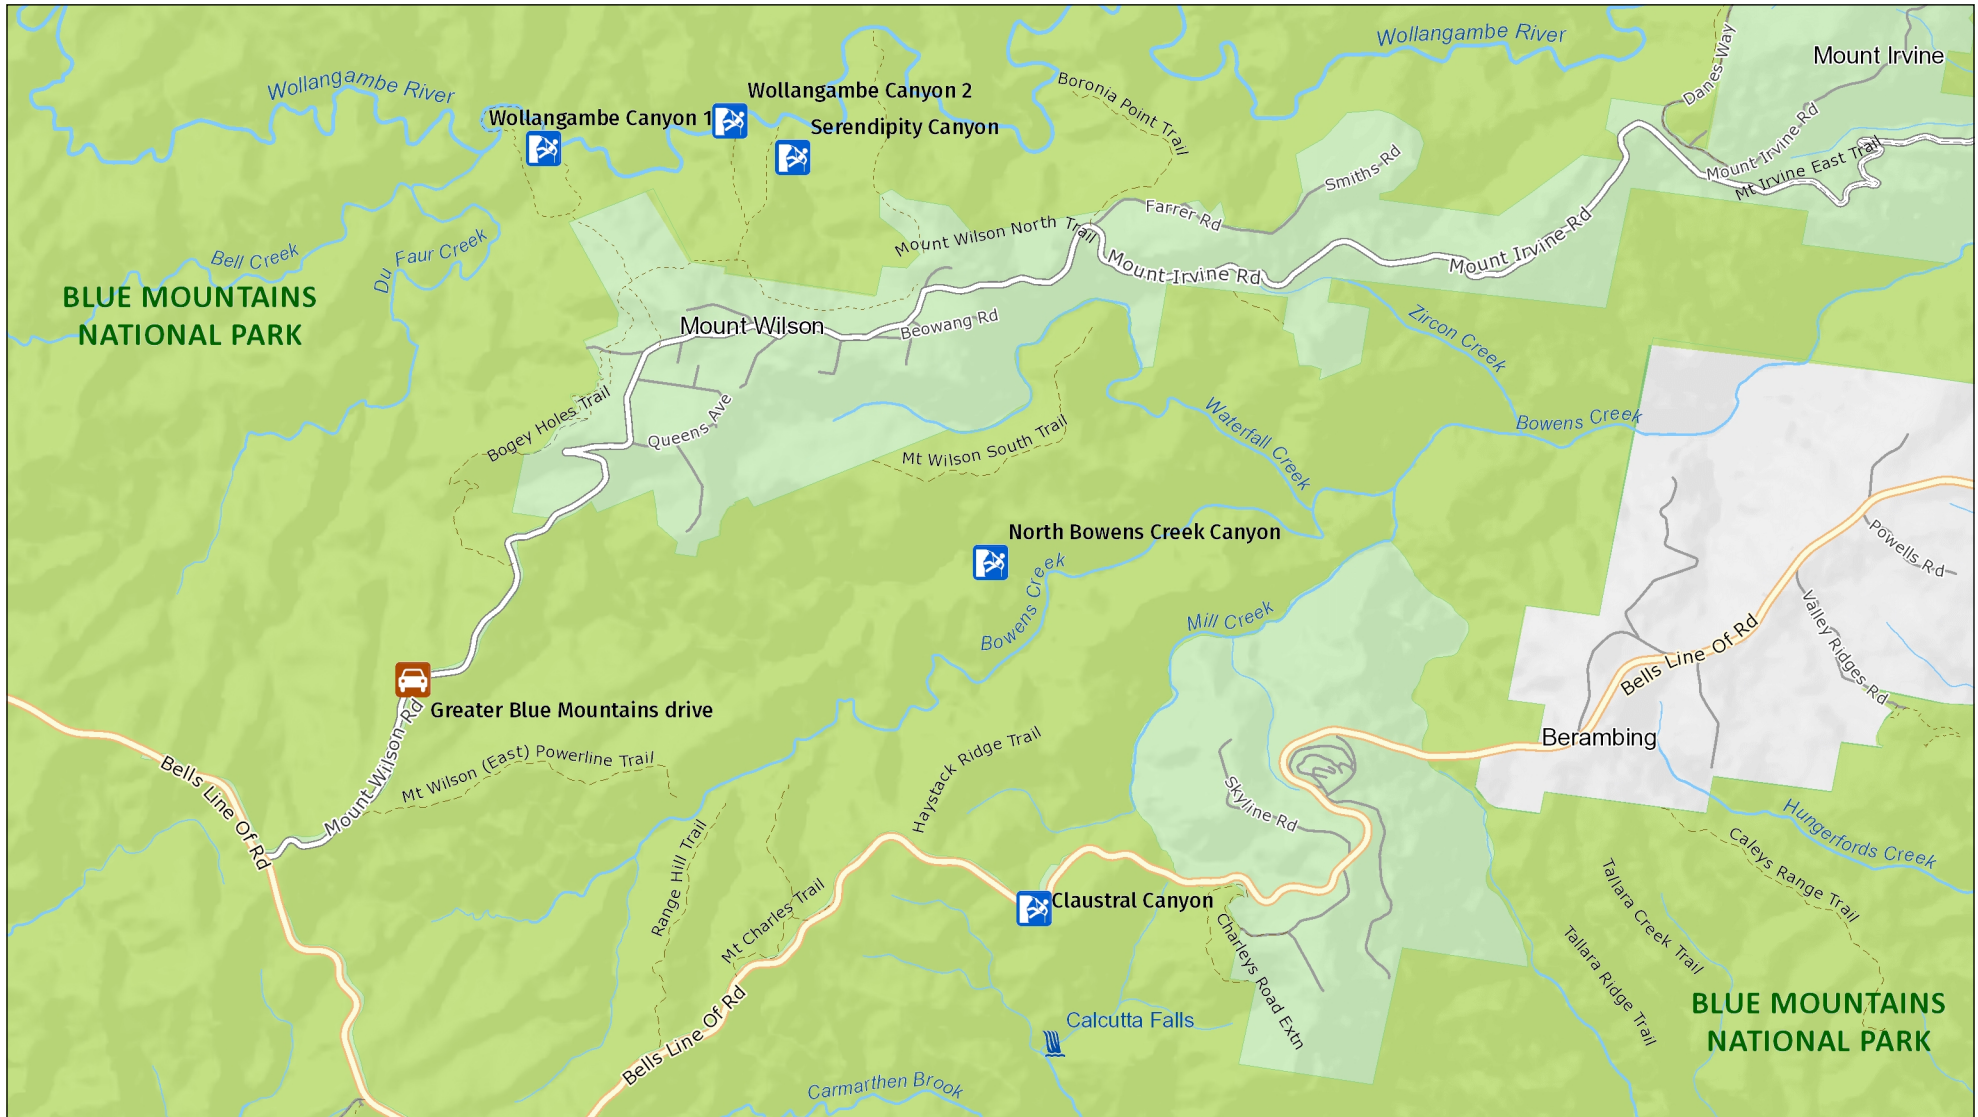 Wollangambe River
Mount Irvine
Wollangambe River
Danes Way
Wollangambe Canyon 2
Boronia Point Trail
Wollangambe Canyon 1
Serendipity Canyon
Mount Irvine Rd
Mt Irvine East Trail
Smiths Rd
Farrer Rd
Mount Wilson North Trail
Mount Irvine Rd
Mount Irvine Rd
Bell Creek
Du Faur Creek
BLUE MOUNTAINS
NATIONAL PARK
Mount Wilson
Beowang Rd
Zircon Creek
Bogey Holes Trail
Queens Ave
Mt Wilson South Trail
Waterfall Creek
Bowens Creek
North Bowens Creek Canyon
Bowens Creek
Powells Rd
Mill Creek
Valley Ridges Rd
Bells Line Of Rd
Greater Blue Mountains drive
Mount Wilson Rd
Mt Wilson (East) Powerline Trail
Haystack Ridge Trail
Berambing
Bells Line Of Rd
Skyline Rd
Hungerfords Creek
Caleys Range Trail
Range Hill Trail
Mt Charles Trail
Claustral Canyon
Charleys Road Extn
Tallara Creek Trail
Tallara Ridge Trail
Bells Line Of Rd
Calcutta Falls
BLUE MOUNTAINS
NATIONAL PARK
Carmarthen Brook